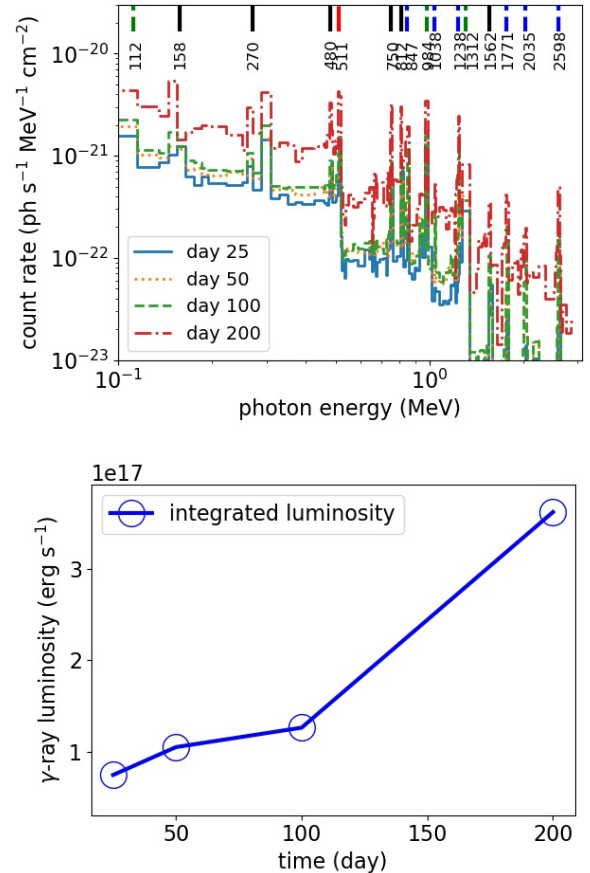 112
158
270
480
511
750
812
847
984
1038
1238
1312
1562
1771
2035
2598
10⁻²⁰
10⁻²¹
10⁻²²
10⁻²³
count rate (ph s⁻¹ MeV⁻¹ cm⁻²)
day 25
day 50
day 100
day 200
10⁻¹
10⁰
photon energy (MeV)
1e17
integrated luminosity
3
2
1
γ-ray luminosity (erg s⁻¹)
50
100
150
200
time (day)